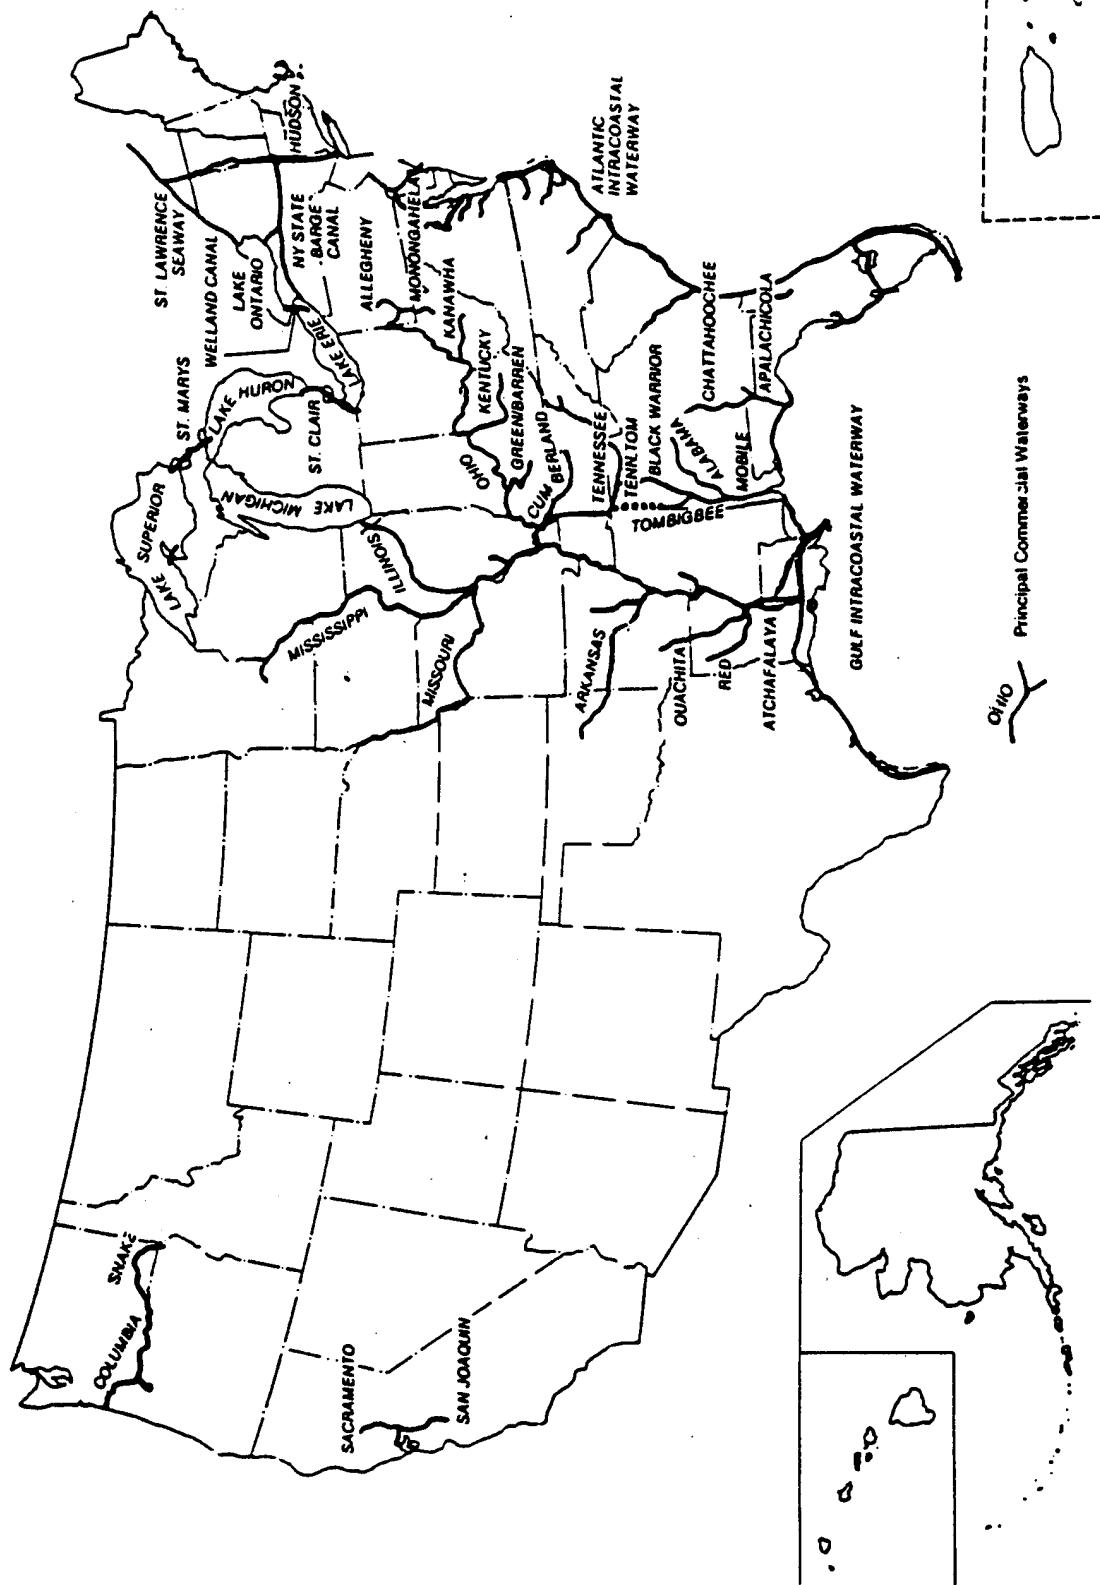 COLUMBIA
SNAKE
SACRAMENTO
SAN JOAQUIN
LAKE SUPERIOR
ST. MARYS
LAKE HURON
LAKE MICHIGAN
ST. CLAIR
LAKE ERIE
WELLAND CANAL
LAKE
ONTARIO
ST. LAWRENCE
SEAWAY
NY STATE
BARGE
CANAL
HUDSON
ALLEGHENY
MONONGAHELA
KANAWHA
KENTUCKY
GREEN/BARREN
OHIO
CUMBERLAND
TENNESSEE
TENN.TOM
BLACK WARRIOR
ALABAMA
MOBILE
TOMBIGBEE
CHATTAHOOCHEE
APALACHICOLA
ATLANTIC
INTRACOASTAL
WATERWAY
MISSISSIPPI
ILLINOIS
MISSOURI
ARKANSAS
OUACHITA
RED
ATCHAFALAYA
GULF INTRACOASTAL WATERWAY
OHIO
Principal Commercial Waterways